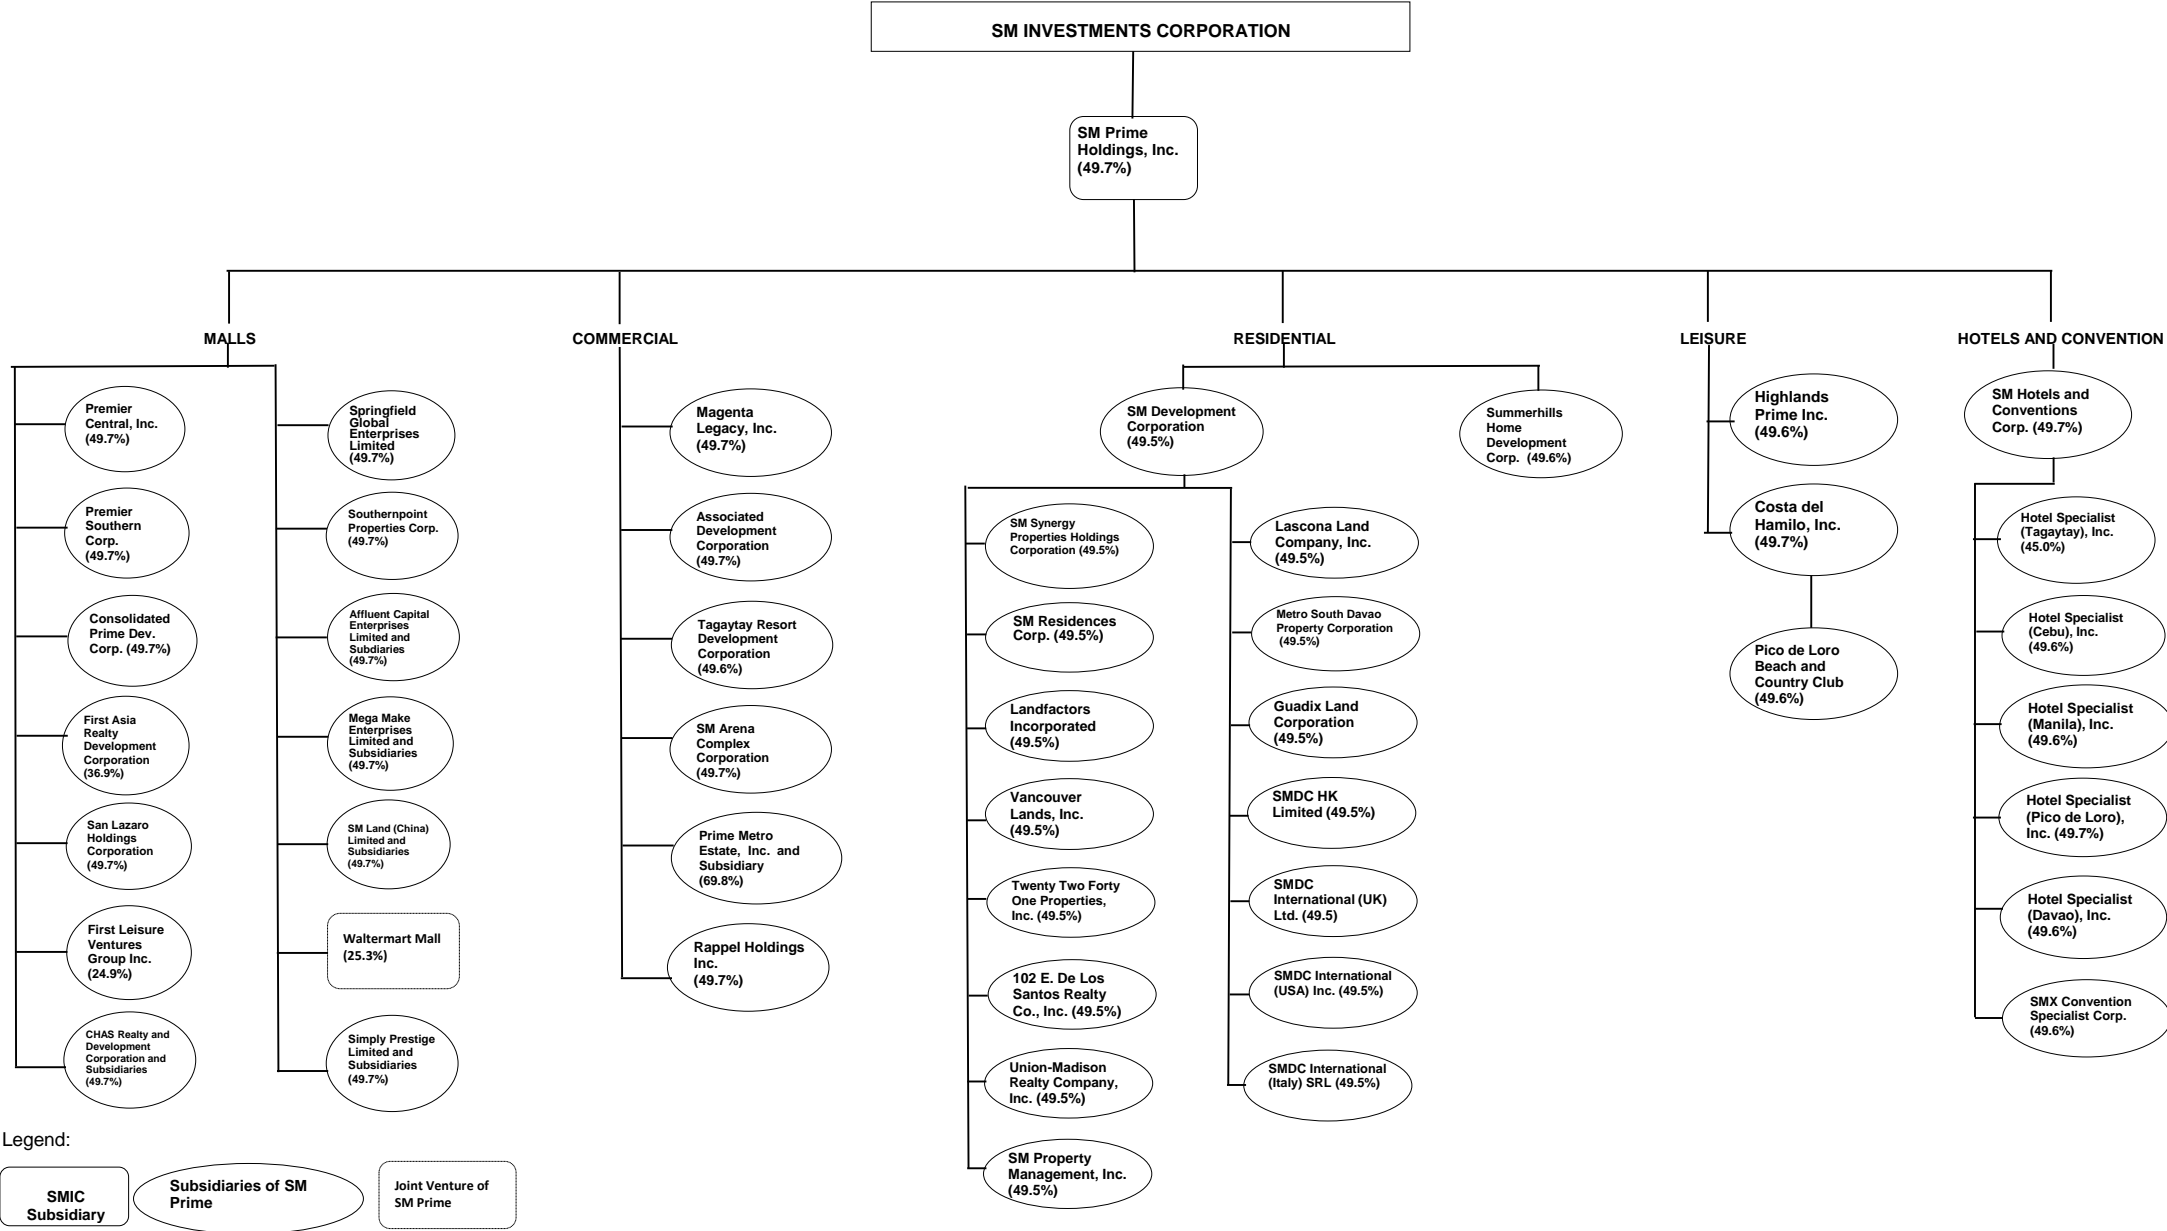 SM INVESTMENTS CORPORATION
SM Prime
Holdings, Inc.
(49.7%)
MALLS
COMMERCIAL
RESIDENTIAL
LEISURE
HOTELS AND CONVENTION
Premier
Central, Inc.
(49.7%)
Premier
Southern
Corp.
(49.7%)
Consolidated
Prime Dev.
Corp. (49.7%)
First Asia
Realty
Development
Corporation
(36.9%)
San Lazaro
Holdings
Corporation
(49.7%)
First Leisure
Ventures
Group Inc.
(24.9%)
CHAS Realty and
Development
Corporation and
Subsidiaries
(49.7%)
Springfield
Global
Enterprises
Limited
(49.7%)
Southernpoint
Properties Corp.
(49.7%)
Affluent Capital
Enterprises
Limited and
Subdiaries
(49.7%)
Mega Make
Enterprises
Limited and
Subsidiaries
(49.7%)
SM Land (China)
Limited and
Subsidiaries
(49.7%)
Waltermart Mall
(25.3%)
Simply Prestige
Limited and
Subsidiaries
(49.7%)
Magenta
Legacy, Inc.
(49.7%)
Associated
Development
Corporation
(49.7%)
Tagaytay Resort
Development
Corporation
(49.6%)
SM Arena
Complex
Corporation
(49.7%)
Prime Metro
Estate, Inc. and
Subsidiary
(69.8%)
Rappel Holdings
Inc.
(49.7%)
SM Development
Corporation
(49.5%)
Summerhills
Home
Development
Corp. (49.6%)
SM Synergy
Properties Holdings
Corporation (49.5%)
SM Residences
Corp. (49.5%)
Landfactors
Incorporated
(49.5%)
Vancouver
Lands, Inc.
(49.5%)
Twenty Two Forty
One Properties,
Inc. (49.5%)
102 E. De Los
Santos Realty
Co., Inc. (49.5%)
Union-Madison
Realty Company,
Inc. (49.5%)
SM Property
Management, Inc.
(49.5%)
Lascona Land
Company, Inc.
(49.5%)
Metro South Davao
Property Corporation
(49.5%)
Guadix Land
Corporation
(49.5%)
SMDC HK
Limited (49.5%)
SMDC
International (UK)
Ltd. (49.5)
SMDC International
(USA) Inc. (49.5%)
SMDC International
(Italy) SRL (49.5%)
Highlands
Prime Inc.
(49.6%)
Costa del
Hamilo, Inc.
(49.7%)
Pico de Loro
Beach and
Country Club
(49.6%)
SM Hotels and
Conventions
Corp. (49.7%)
Hotel Specialist
(Tagaytay), Inc.
(45.0%)
Hotel Specialist
(Cebu), Inc.
(49.6%)
Hotel Specialist
(Manila), Inc.
(49.6%)
Hotel Specialist
(Pico de Loro),
Inc. (49.7%)
Hotel Specialist
(Davao), Inc.
(49.6%)
SMX Convention
Specialist Corp.
(49.6%)
Legend:
SMIC
Subsidiary
Subsidiaries of SM
Prime
Joint Venture of
SM Prime